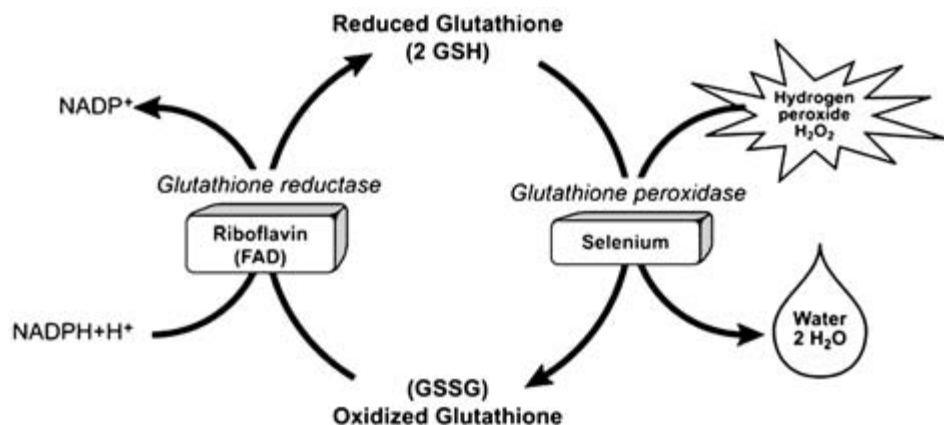 Reduced Glutathione
(2 GSH)
NADP⁺
Hydrogen
peroxide
H₂O₂
Glutathione reductase
Glutathione peroxidase
Riboflavin
(FAD)
Selenium
NADPH+H⁺
Water
2 H₂O
(GSSG)
Oxidized Glutathione